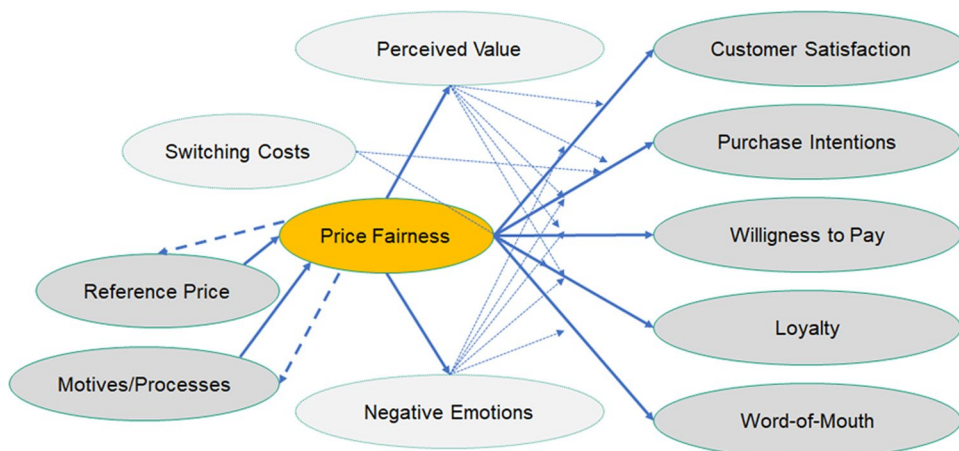 Perceived Value
Customer Satisfaction
Switching Costs
Purchase Intentions
Price Fairness
Willigness to Pay
Reference Price
Loyalty
Motives/Processes
Negative Emotions
Word-of-Mouth